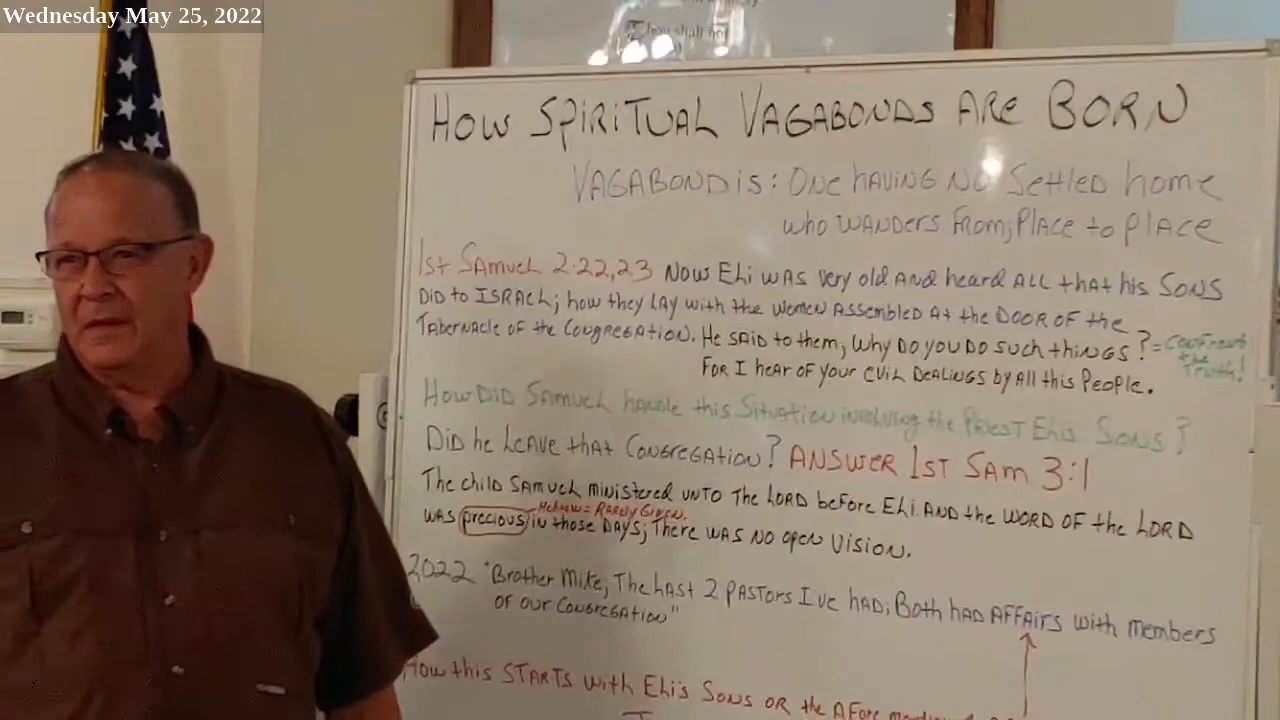 Wednesday May 25, 2022
Thou shalt not
HOW SPIRITUAL VAGABONDS ARE BORN
VAGABOND is: ONE HAVING NO Settled home
who WANDERS From; PLACE to PLACE
1st SAMUEL 2:22,23 NOW ELi WAS Very old AND heard ALL thAt his SONS
DiD to ISRAEL; how they LAY with the WOMEN ASSEMBLED At the DOOR OF the
TABERNACLE OF the CONGREGATION. He SAiD to them, Why DO YOU DO SUCH thiNGS? = CONFRONT
the
TRUTH!
FOR I heAR OF YOUR EViL DEALiNGS by ALL this PEOPLE.
HOW DiD SAMUEL haNDLE this SituATiON iNVOLViNG the PRiEST ELi's SONS?
DiD he LEAVE thAt CONGREGATION? ANSWER 1ST SAM 3:1
The child SAMUEL MiNiStered UNTO The LORD before ELi. AND the WORD OF the LORD
Hebrew = RARELY GIVEN.
WAS precious iN those DAYS; There WAS NO OPEN ViSiON.
2022 "Brother Mike, The LASt 2 PASTORS I've HAD; Both HAD AFFAiRS with members
OF OUR CONGREGATiON"
How this STARTS with ELi's SONS OR the AFore